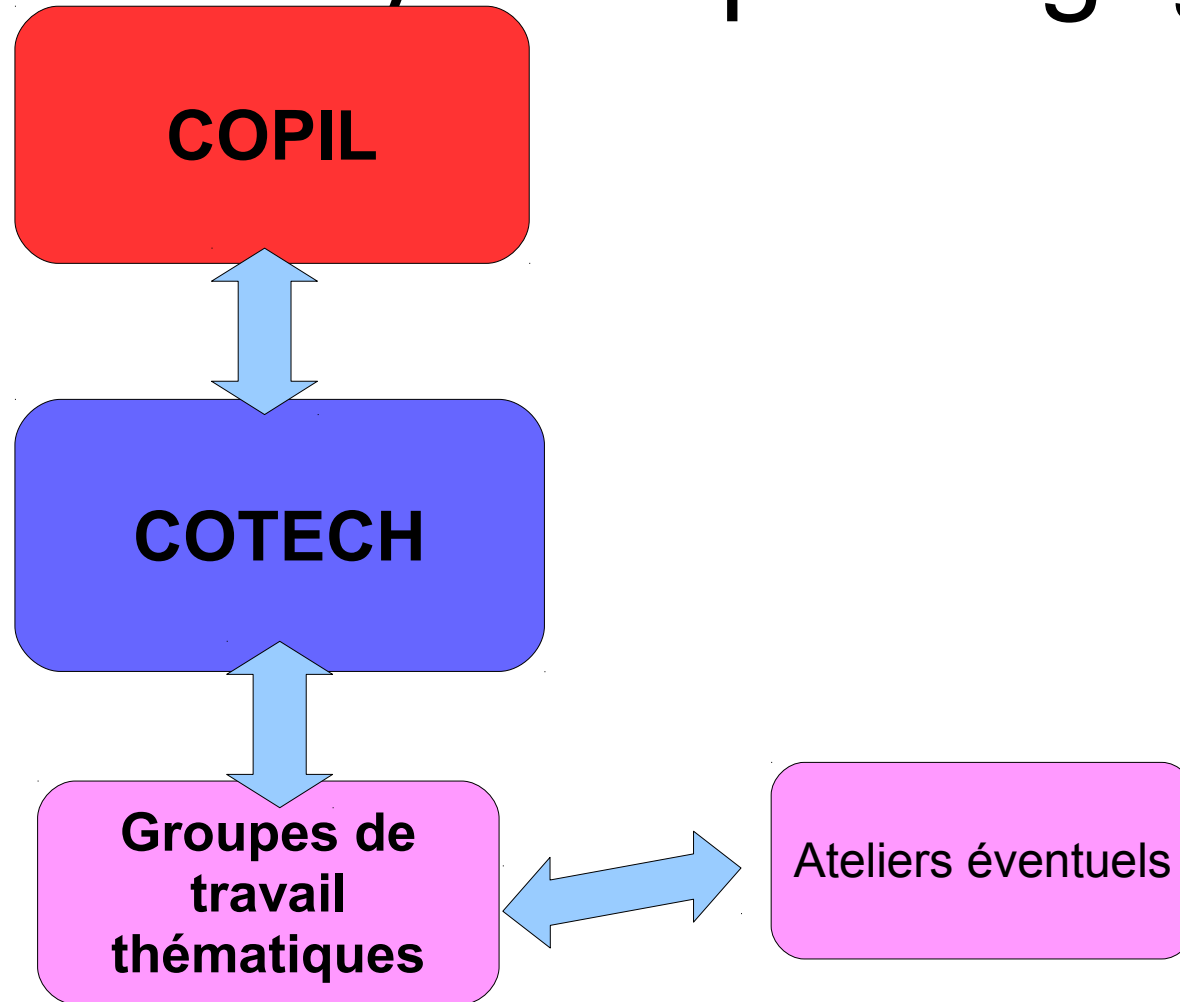 COPIL
COTECH
Groupes de
travail
thématiques
Ateliers éventuels